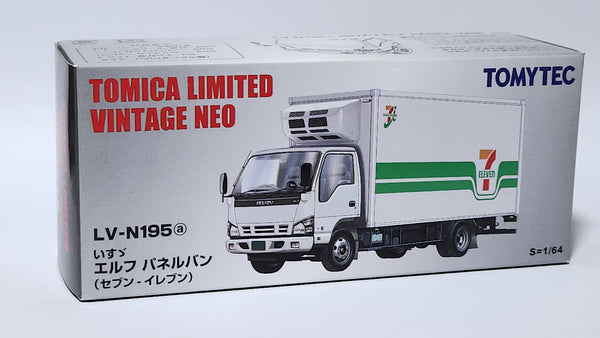 TOMICA LIMITED
VINTAGE NEO
TOMYTEC
7
ELEVEn
ISUZU
LV-N195ⓐ
いすゞ
エルフ パネルバン
(セブン-イレブン)
S=1/64